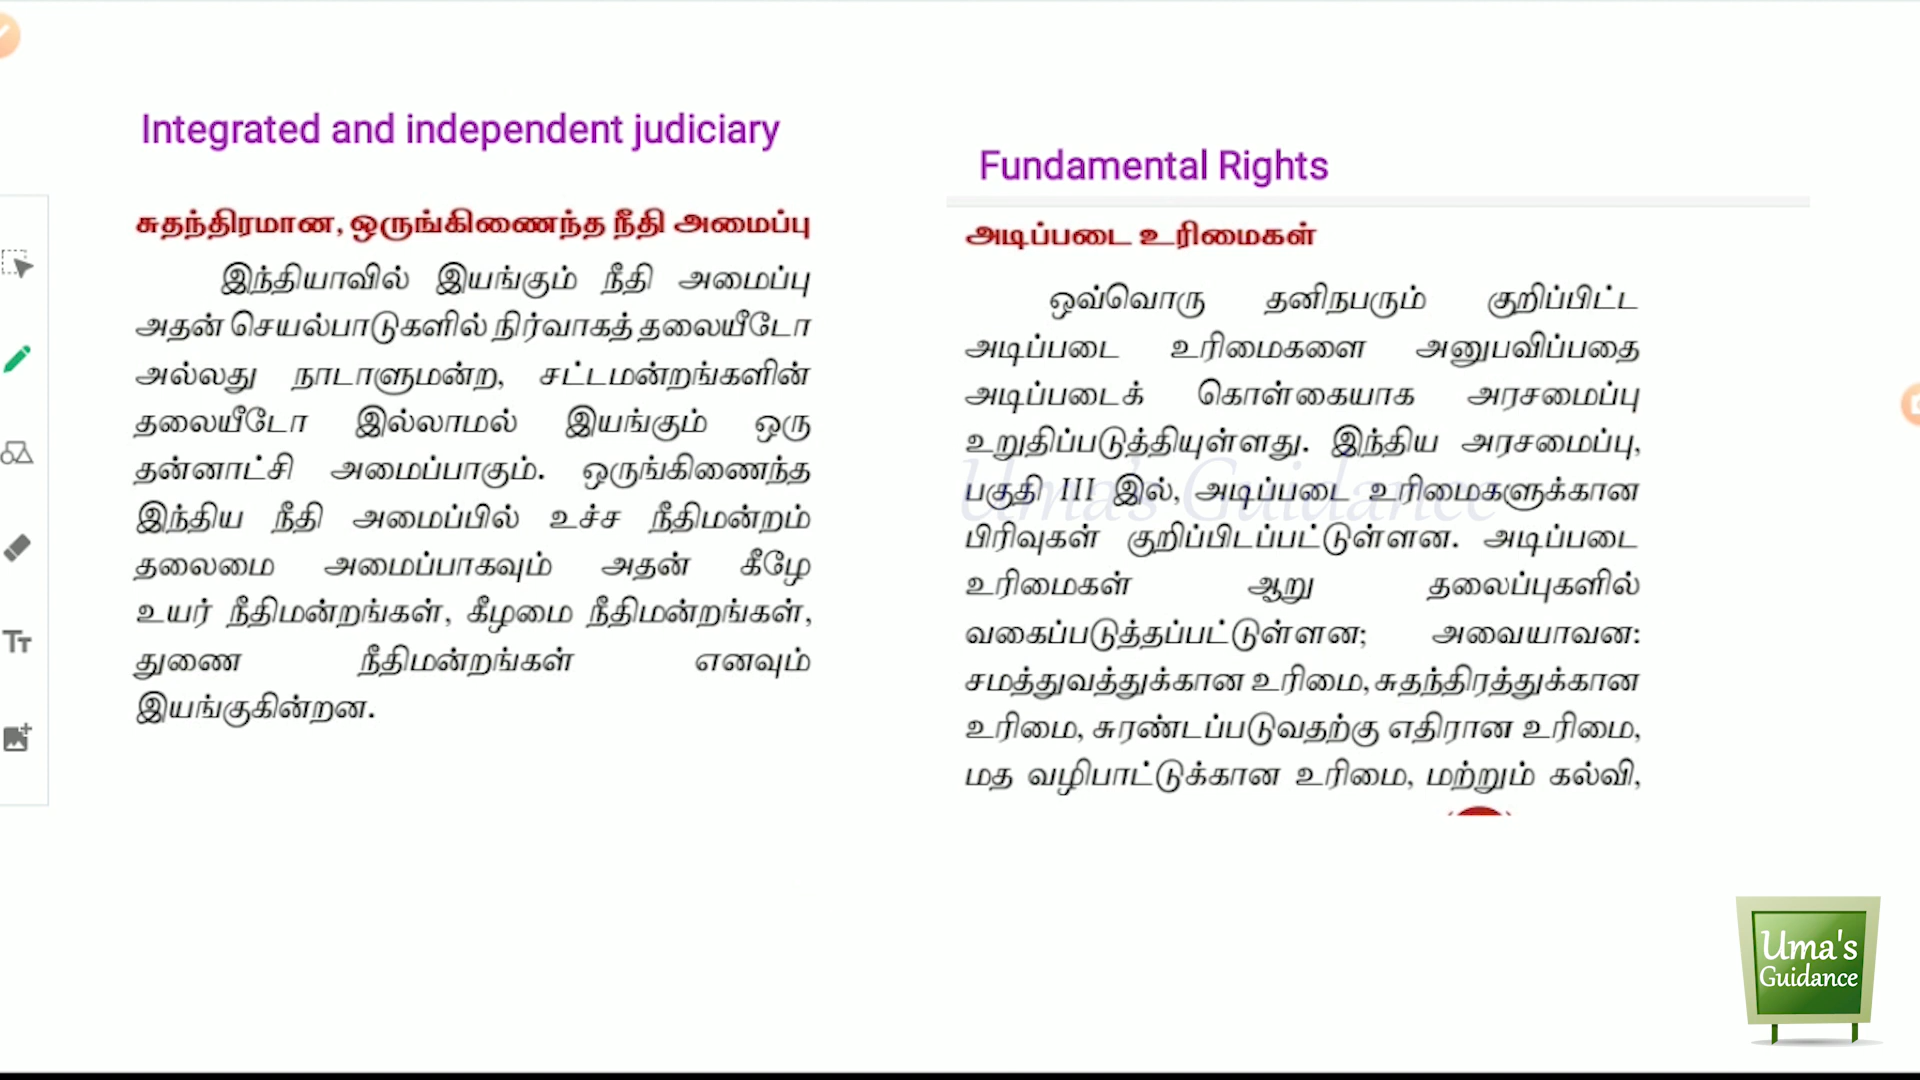 Integrated and independent judiciary
சுதந்திரமான, ஒருங்கிணைந்த நீதி அமைப்பு
இந்தியாவில் இயங்கும் நீதி அமைப்பு
அதன் செயல்பாடுகளில் நிர்வாகத் தலையீடோ
அல்லது நாடாளுமன்ற, சட்டமன்றங்களின்
தலையீடோ இல்லாமல் இயங்கும் ஒரு
தன்னாட்சி அமைப்பாகும். ஒருங்கிணைந்த
இந்திய நீதி அமைப்பில் உச்ச நீதிமன்றம்
தலைமை அமைப்பாகவும் அதன் கீழே
உயர் நீதிமன்றங்கள், கீழமை நீதிமன்றங்கள்,
துணை நீதிமன்றங்கள் எனவும்
இயங்குகின்றன.
Fundamental Rights
அடிப்படை உரிமைகள்
ஒவ்வொரு தனிநபரும் குறிப்பிட்ட
அடிப்படை உரிமைகளை அனுபவிப்பதை
அடிப்படைக் கொள்கையாக அரசமைப்பு
உறுதிப்படுத்தியுள்ளது. இந்திய அரசமைப்பு,
பகுதி III இல், அடிப்படை உரிமைகளுக்கான
பிரிவுகள் குறிப்பிடப்பட்டுள்ளன. அடிப்படை
உரிமைகள் ஆறு தலைப்புகளில்
வகைப்படுத்தப்பட்டுள்ளன; அவையாவன:
சமத்துவத்துக்கான உரிமை, சுதந்திரத்துக்கான
உரிமை, சுரண்டப்படுவதற்கு எதிரான உரிமை,
மத வழிபாட்டுக்கான உரிமை, மற்றும் கல்வி,
Uma's Guidance
Tт
Uma's
Guidance